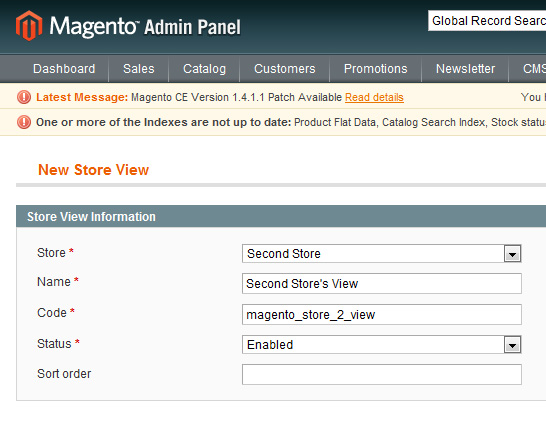 Magento™ Admin Panel
Global Record Searc
Dashboard Sales Catalog Customers Promotions Newsletter CMS
Latest Message: Magento CE Version 1.4.1.1 Patch Available Read details You h
One or more of the Indexes are not up to date: Product Flat Data, Catalog Search Index, Stock statu
New Store View
Store View Information
Store * Second Store
Name * Second Store's View
Code * magento_store_2_view
Status * Enabled
Sort order